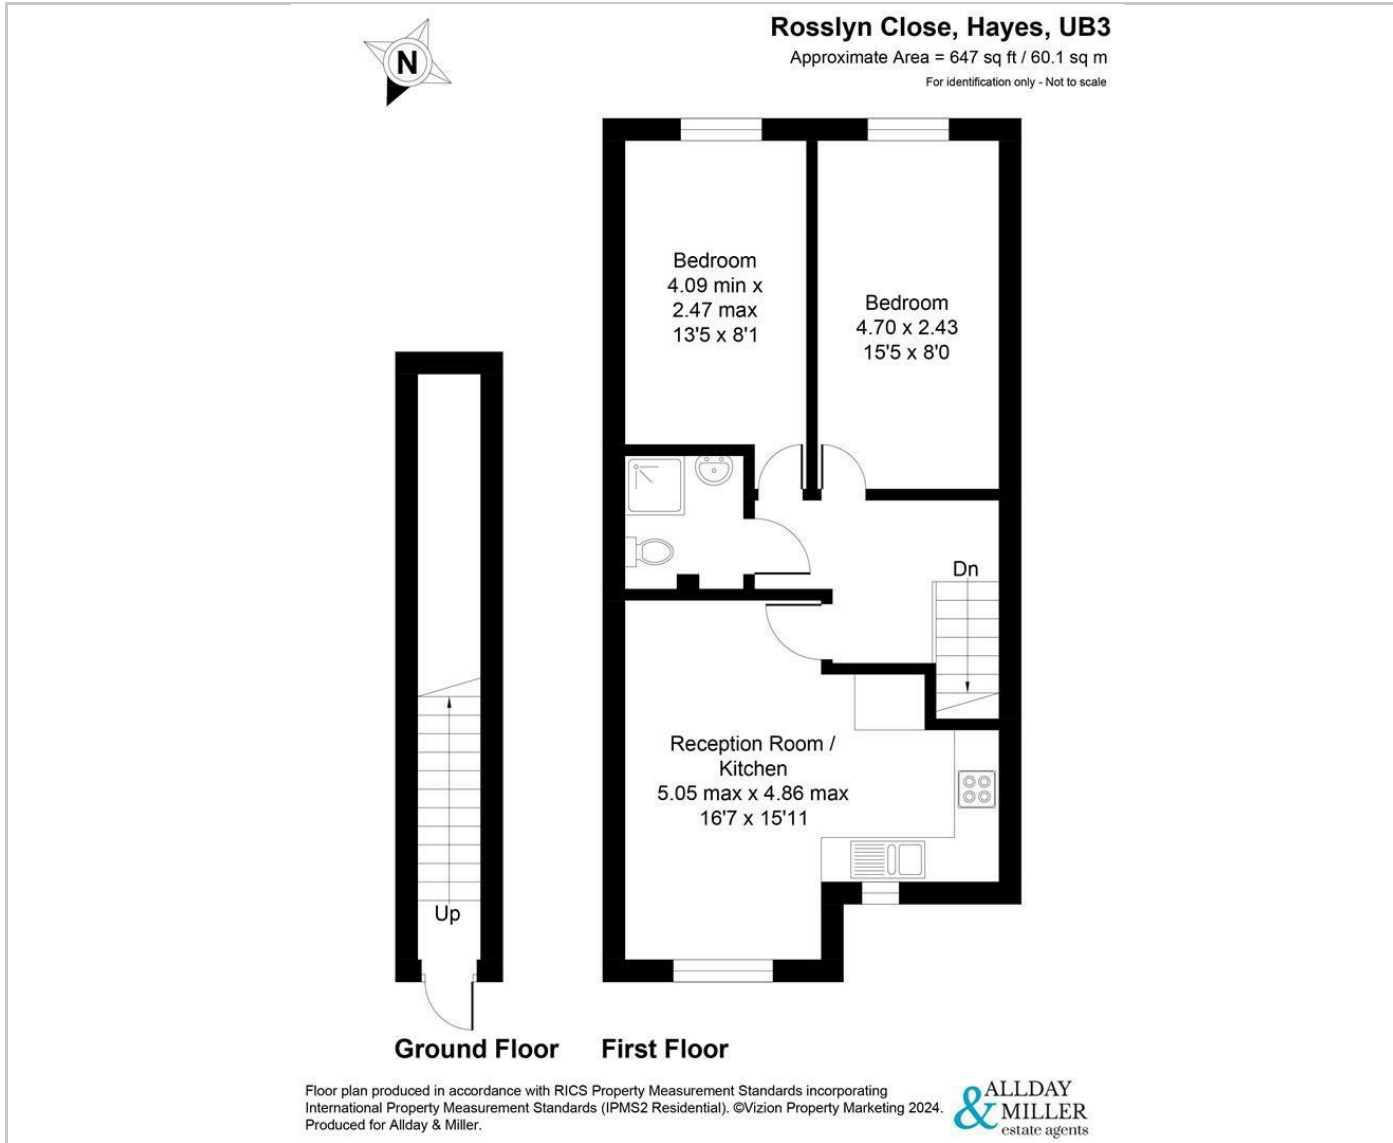 Rosslyn Close, Hayes, UB3
Approximate Area = 647 sq ft / 60.1 sq m
For identification only - Not to scale
N
Bedroom
4.09 min x
2.47 max
13'5 x 8'1
Bedroom
4.70 x 2.43
15'5 x 8'0
Dn
Reception Room /
Kitchen
5.05 max x 4.86 max
16'7 x 15'11
Up
Ground Floor
First Floor
Floor plan produced in accordance with RICS Property Measurement Standards incorporating
International Property Measurement Standards (IPMS2 Residential). ©Vizion Property Marketing 2024.
Produced for Allday & Miller.
ALLDAY
& MILLER
estate agents